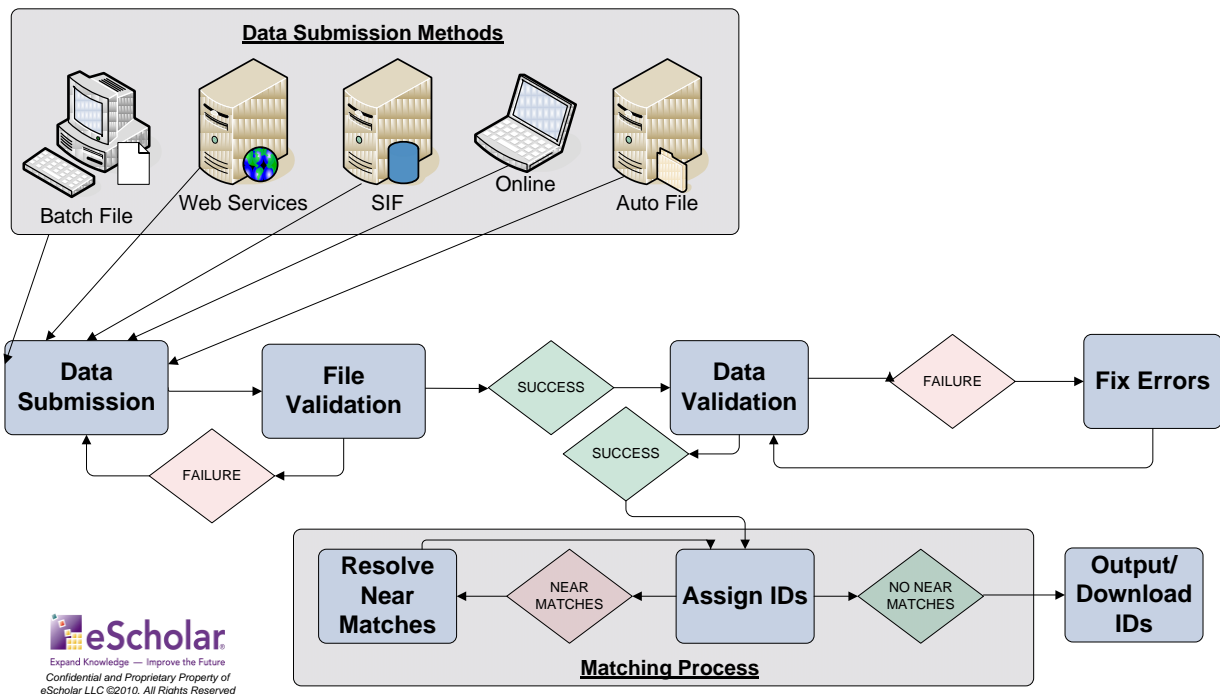 Data Submission Methods
Batch File
Web Services
SIF
Online
Auto File
Data
Submission
File
Validation
SUCCESS
Data
Validation
FAILURE
Fix Errors
FAILURE
SUCCESS
Resolve
Near
Matches
NEAR
MATCHES
Assign IDs
NO NEAR
MATCHES
Output/
Download
IDs
Matching Process
eScholar
Expand Knowledge — Improve the Future
Confidential and Proprietary Property of
eScholar LLC ©2010. All Rights Reserved